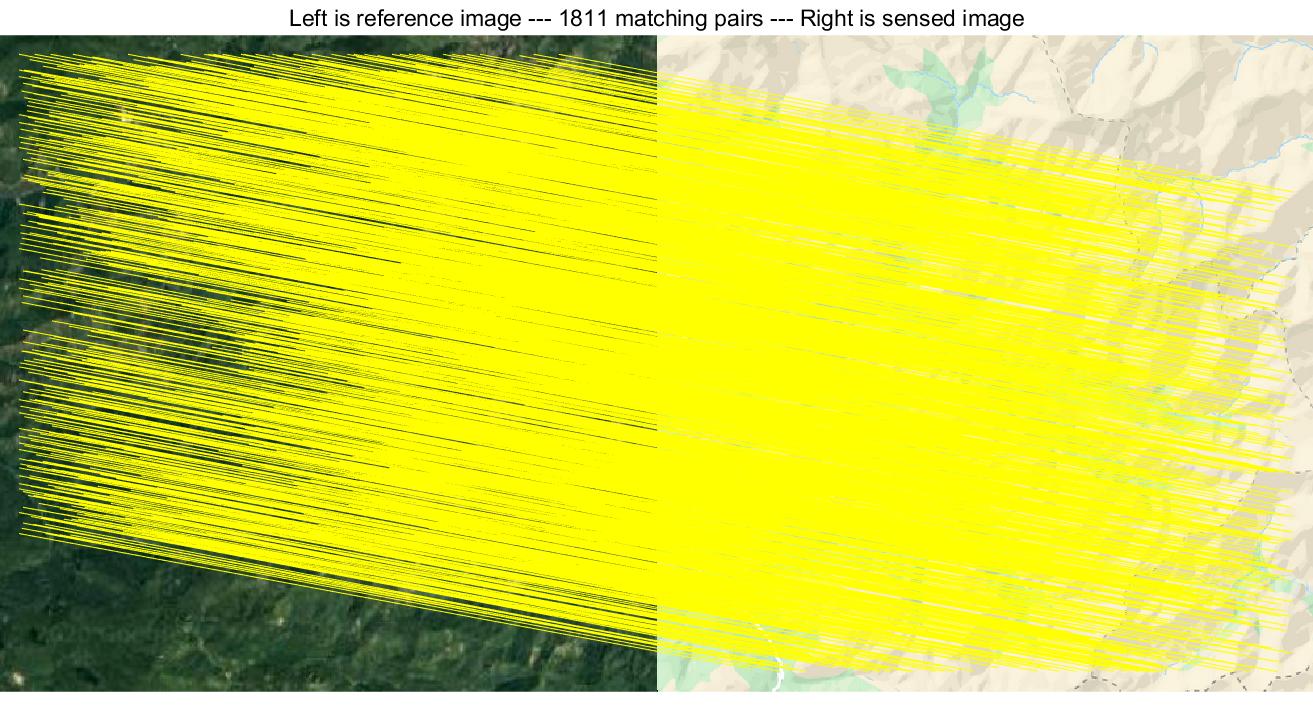 Left is reference image --- 1811 matching pairs --- Right is sensed image